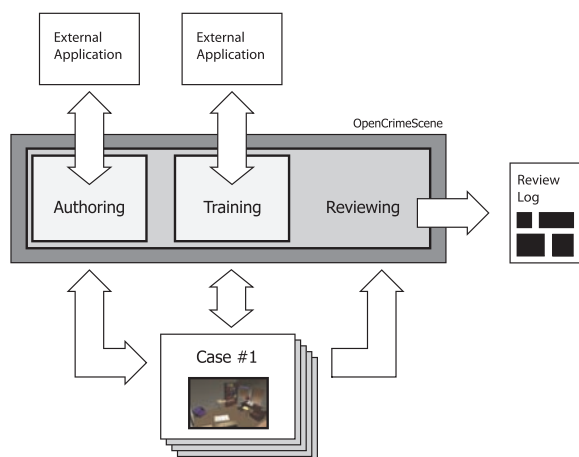 External
Application
External
Application
OpenCrimeScene
Authoring
Training
Reviewing
Review
Log
Case #1